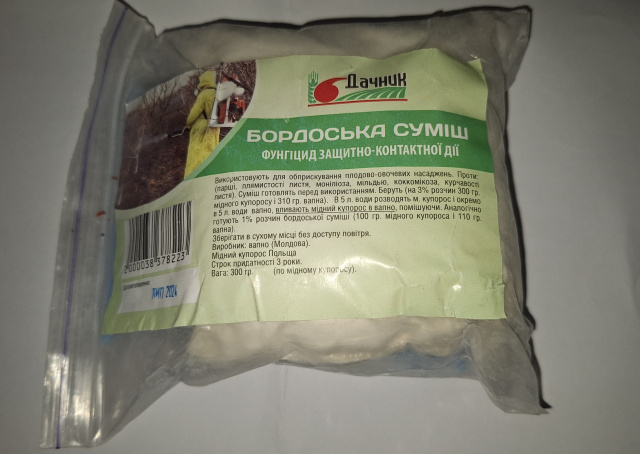 Дачник
БОРДОСЬКА СУМІШ
ФУНГІЦИД ЗАЩИТНО-КОНТАКТНОЇ ДІЇ
Використовують для обприскування плодово-овочевих насаджень. Проти:
(парші, плямистості листя, моніліоза, мільдью, коккомікоза, курчавості
листя). Суміш готовлять перед використанням. Беруть (на 3% розчин 300 гр.
мідного купоросу і 310 гр. вапна). В 5 л. води розводять м. купорос і окремо
в 5 л. води вапно, вливають мідний купорос в вапно, помішуючи. Аналогічно
готують 1% розчин бордоської суміші (100 гр. мідного купороса і 110 гр.
вапна).
Зберігати в сухому місці без доступу повітря.
Виробник: вапно (Молдова).
Мідний купорос Польща
Строк придатності 3 роки.
Вага: 300 гр. (по мідному купоросу).
2000038 578223
2024